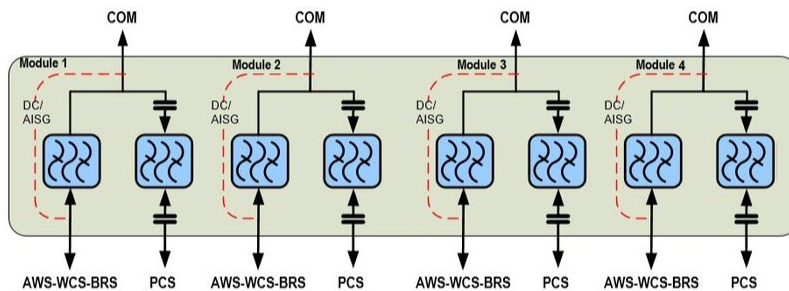 COM COM COM COM
Module 1 Module 2 Module 3 Module 4
DC/ DC/ DC/ DC/
AISG AISG AISG AISG
AWS-WCS-BRS PCS AWS-WCS-BRS PCS AWS-WCS-BRS PCS AWS-WCS-BRS PCS